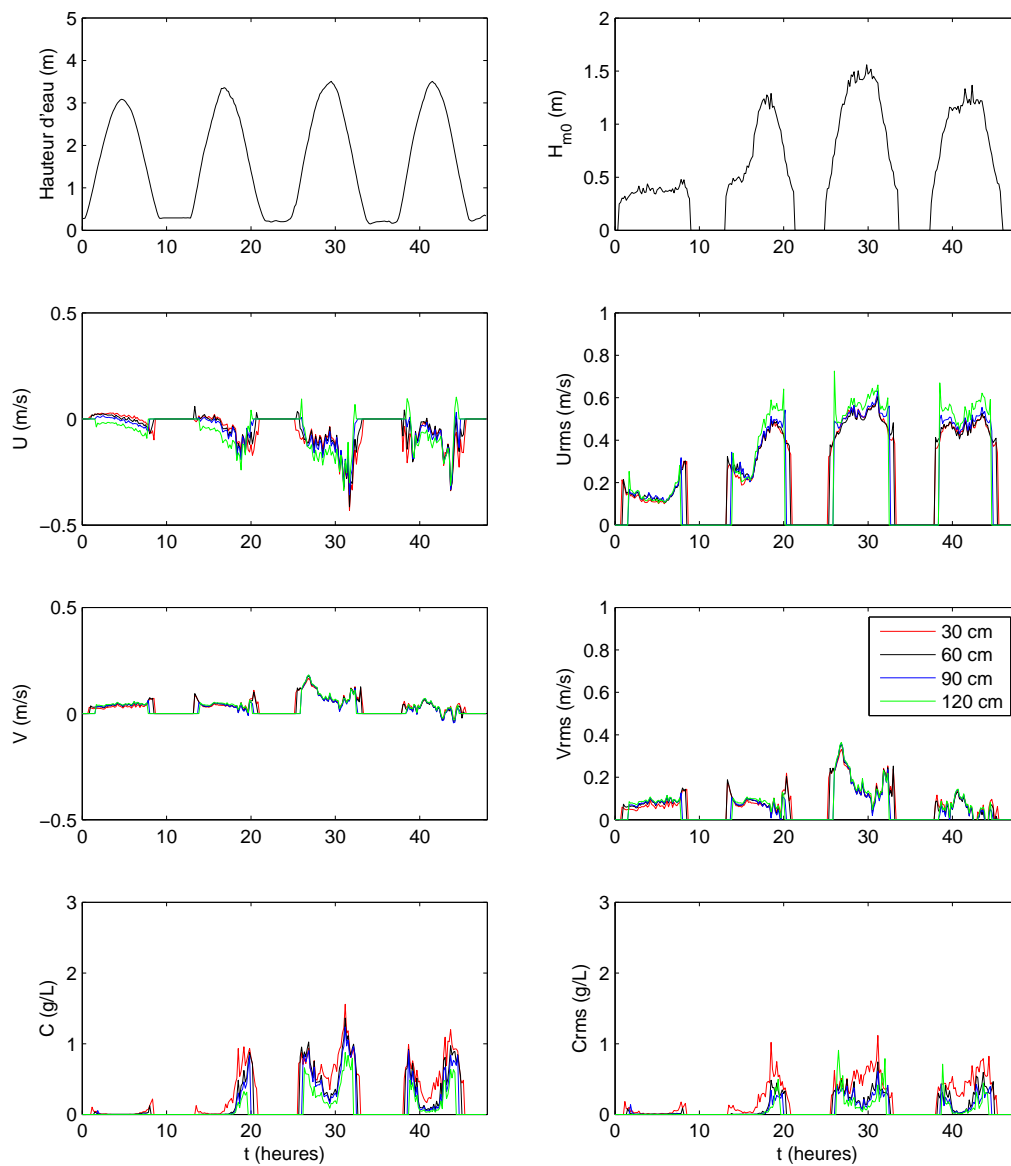 5
4
3
2
1
0
Hauteur d'eau (m)
0 10 20 30 40
2
1.5
1
0.5
0
H_m0 (m)
0 10 20 30 40
0.5
0
−0.5
U (m/s)
0 10 20 30 40
1
0.8
0.6
0.4
0.2
0
Urms (m/s)
0 10 20 30 40
0.5
0
−0.5
V (m/s)
0 10 20 30 40
1
0.8
0.6
0.4
0.2
0
Vrms (m/s)
0 10 20 30 40
30 cm
60 cm
90 cm
120 cm
3
2
1
0
C (g/L)
0 10 20 30 40
t (heures)
3
2
1
0
Crms (g/L)
0 10 20 30 40
t (heures)